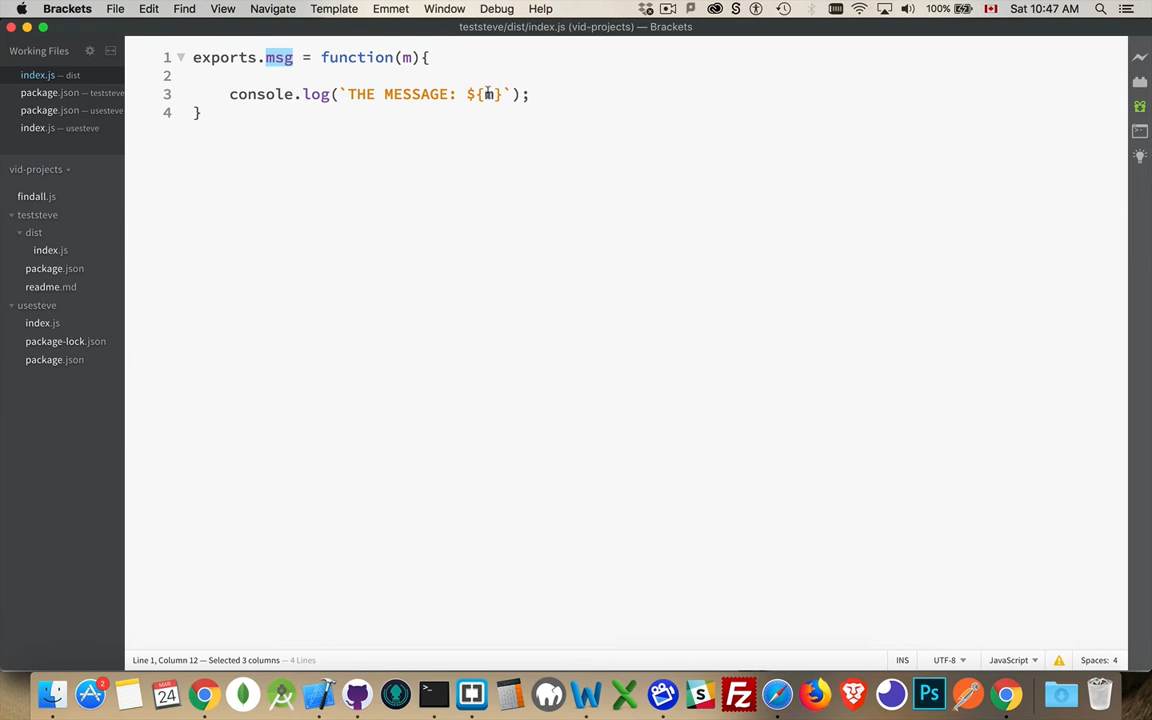 Brackets File Edit Find View Navigate Template Emmet Window Debug Help 100% Sat 10:47 AM
teststeve/dist/index.js (vid-projects) — Brackets
Working Files
index.js — dist
package.json — teststeve
package.json — usesteve
index.js — usesteve
vid-projects
findall.js
teststeve
dist
index.js
package.json
readme.md
usesteve
index.js
package-lock.json
package.json
1 exports.msg = function(m){
2
3 console.log(`THE MESSAGE: ${m}`);
4 }
Line 1, Column 12 — Selected 3 columns — 4 Lines
INS UTF-8 JavaScript Spaces: 4
2
MAR
24
Ps